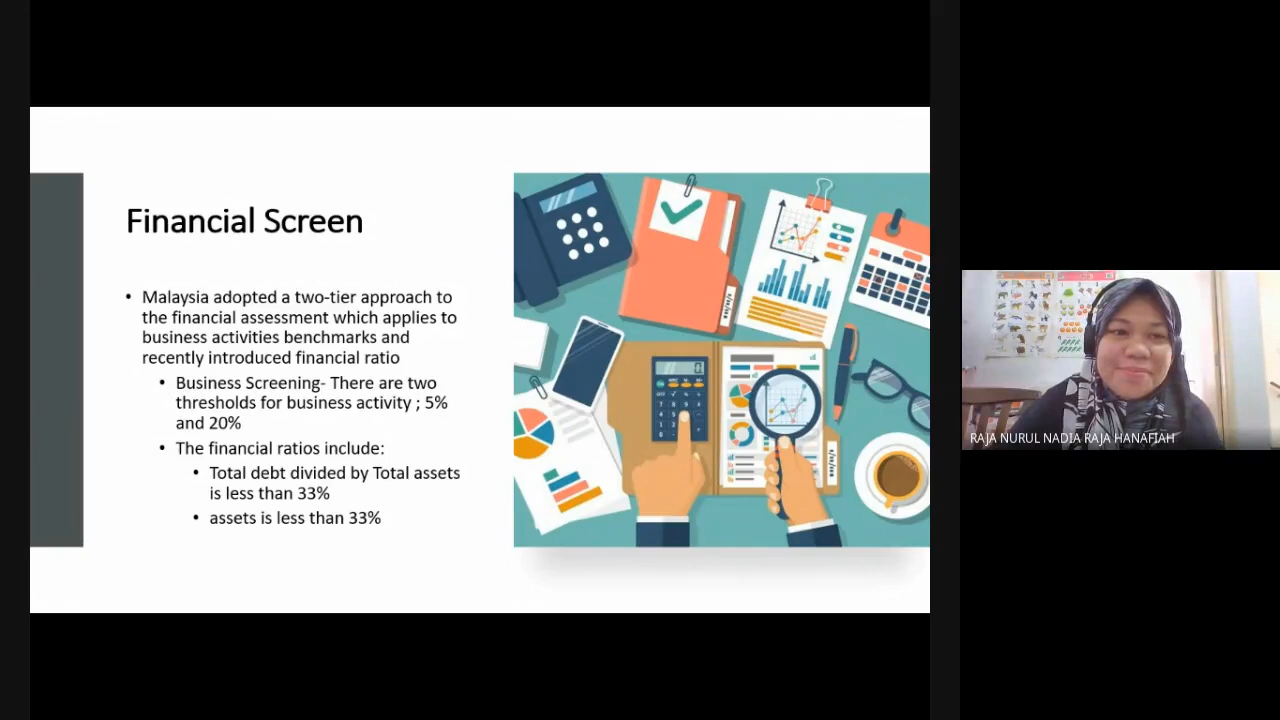 Financial Screen
• Malaysia adopted a two-tier approach to
the financial assessment which applies to
business activities benchmarks and
recently introduced financial ratio
• Business Screening- There are two
thresholds for business activity ; 5%
and 20%
• The financial ratios include:
• Total debt divided by Total assets
is less than 33%
• assets is less than 33%
RAJA NURUL NADIA RAJA HANAFIAH